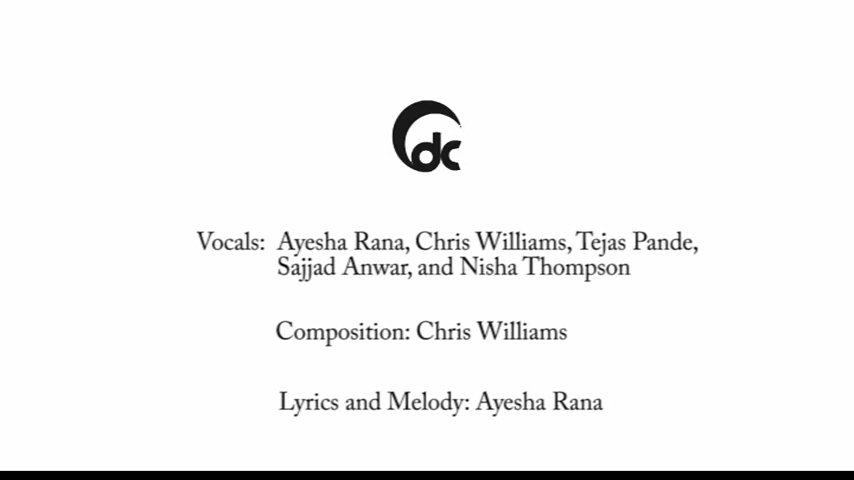 dc
Vocals: Ayesha Rana, Chris Williams, Tejas Pande,
Sajjad Anwar, and Nisha Thompson
Composition: Chris Williams
Lyrics and Melody: Ayesha Rana